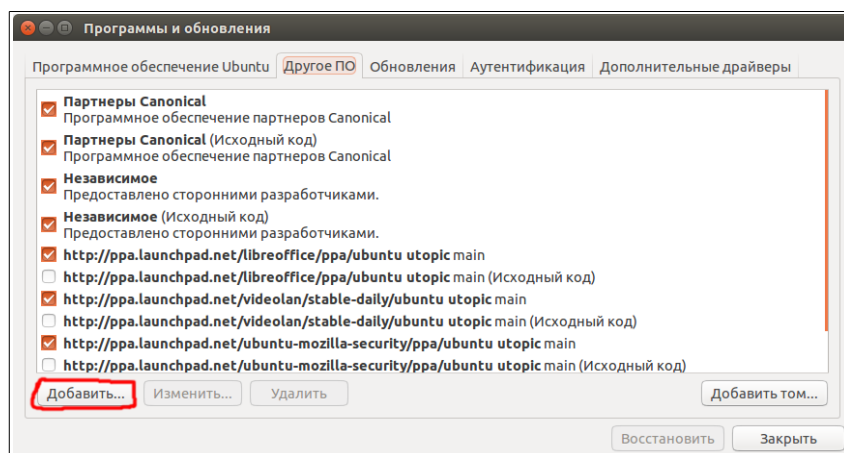 Программы и обновления
Программное обеспечение Ubuntu Другое ПО Обновления Аутентификация Дополнительные драйверы
Партнеры Canonical
Программное обеспечение партнеров Canonical
Партнеры Canonical (Исходный код)
Программное обеспечение партнеров Canonical
Независимое
Предоставлено сторонними разработчиками.
Независимое (Исходный код)
Предоставлено сторонними разработчиками.
http://ppa.launchpad.net/libreoffice/ppa/ubuntu utopic main
http://ppa.launchpad.net/libreoffice/ppa/ubuntu utopic main (Исходный код)
http://ppa.launchpad.net/videolan/stable-daily/ubuntu utopic main
http://ppa.launchpad.net/videolan/stable-daily/ubuntu utopic main (Исходный код)
http://ppa.launchpad.net/ubuntu-mozilla-security/ppa/ubuntu utopic main
http://ppa.launchpad.net/ubuntu-mozilla-security/ppa/ubuntu utopic main (Исходный код)
Добавить... Изменить... Удалить Добавить том...
Восстановить Закрыть